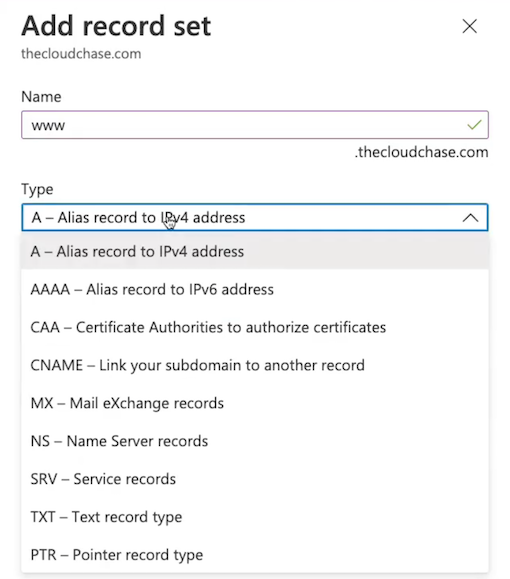 Add record set
thecloudchase.com
Name
www
.thecloudchase.com
Type
A – Alias record to IPv4 address
A – Alias record to IPv4 address
AAAA – Alias record to IPv6 address
CAA – Certificate Authorities to authorize certificates
CNAME – Link your subdomain to another record
MX – Mail eXchange records
NS – Name Server records
SRV – Service records
TXT – Text record type
PTR – Pointer record type